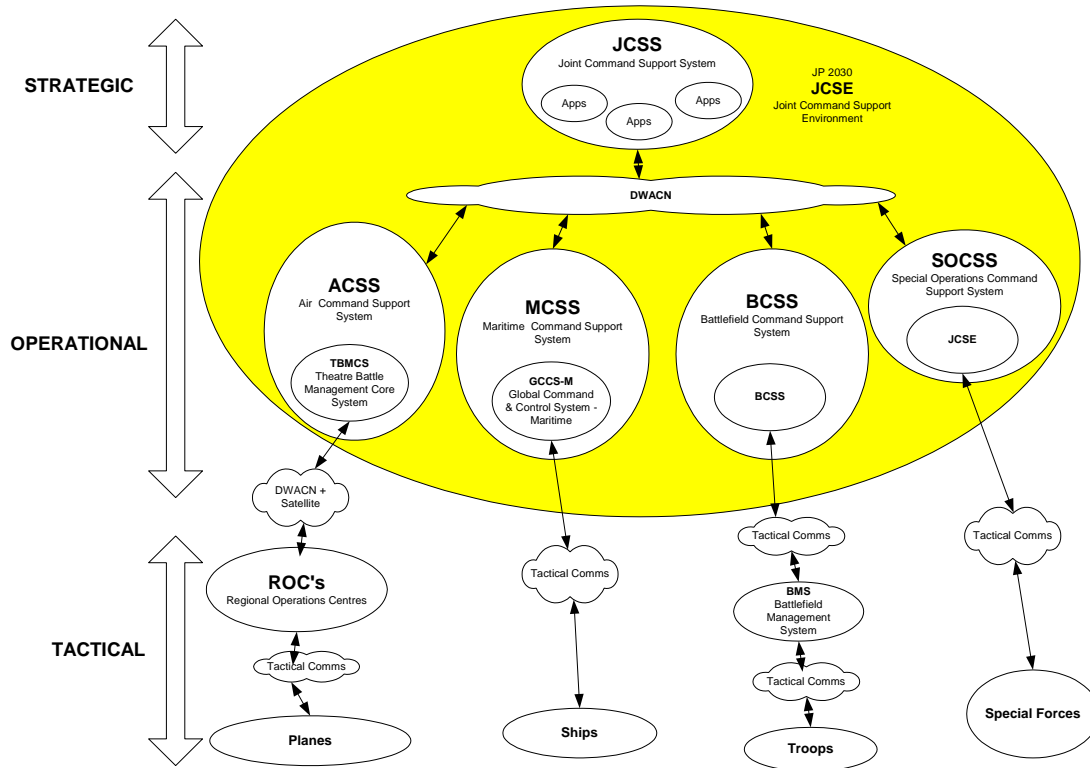 STRATEGIC
JCSS
Joint Command Support System
Apps
Apps
Apps
JP 2030
JCSE
Joint Command Support
Environment
DWACN
OPERATIONAL
ACSS
Air Command Support
System
TBMCS
Theatre Battle
Management Core
System
MCSS
Maritime Command Support
System
GCCS-M
Global Command
& Control System -
Maritime
BCSS
Battlefield Command Support
System
BCSS
SOCSS
Special Operations Command
Support System
JCSE
DWACN +
Satellite
TACTICAL
ROC's
Regional Operations Centres
Tactical Comms
Planes
Tactical Comms
Ships
Tactical Comms
BMS
Battlefield
Management
System
Tactical Comms
Troops
Tactical Comms
Special Forces